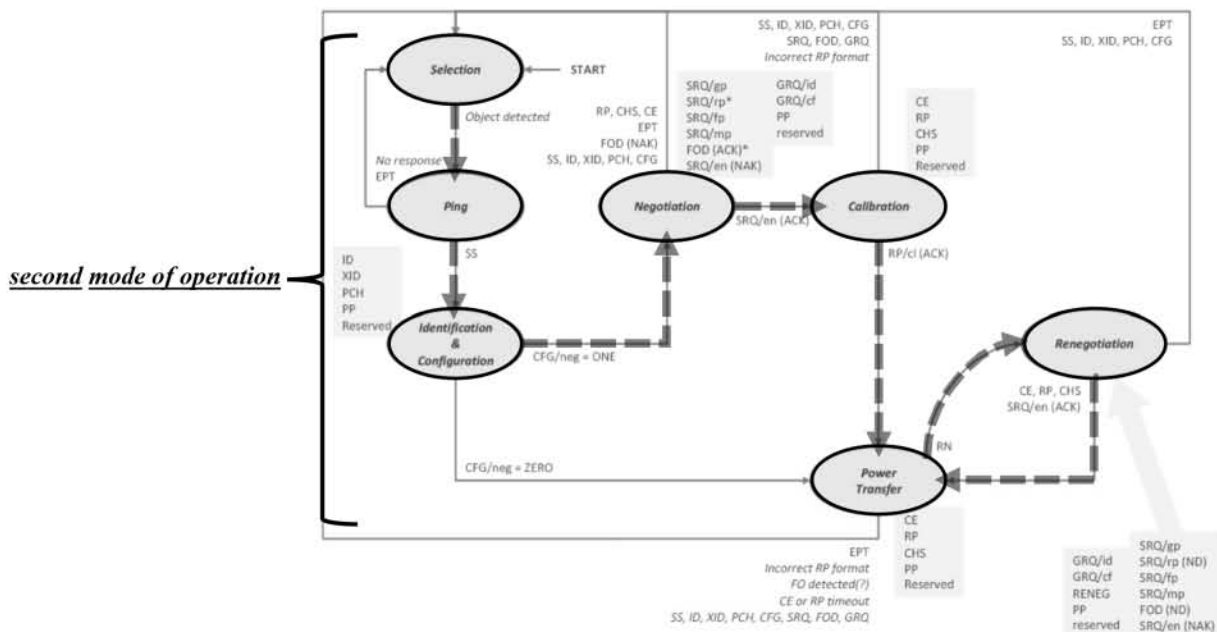 second mode of operation
Selection
START
Object detected
No response
EPT
Ping
SS
ID
XID
PCH
PP
Reserved
Identification
&
Configuration
CFG/neg = ONE
CFG/neg = ZERO
RP, CHS, CE
EPT
FOD (NAK)
SS, ID, XID, PCH, CFG
Negotiation
SRQ/gp
SRQ/rp*
SRQ/fp
SRQ/mp
FOD (ACK)*
SRQ/en (NAK)
GRQ/id
GRQ/cf
PP
reserved
SRQ/en (ACK)
SS, ID, XID, PCH, CFG
SRQ, FOD, GRQ
Incorrect RP format
Calibration
CE
RP
CHS
PP
Reserved
RP/cl (ACK)
EPT
SS, ID, XID, PCH, CFG
Renegotiation
CE, RP, CHS
SRQ/en (ACK)
RN
Power
Transfer
CE
RP
CHS
PP
Reserved
EPT
Incorrect RP format
FO detected(?)
CE or RP timeout
SS, ID, XID, PCH, CFG, SRQ, FOD, GRQ
GRQ/id
GRQ/cf
RENEG
PP
reserved
SRQ/gp
SRQ/rp (ND)
SRQ/fp
SRQ/mp
FOD (ND)
SRQ/en (NAK)